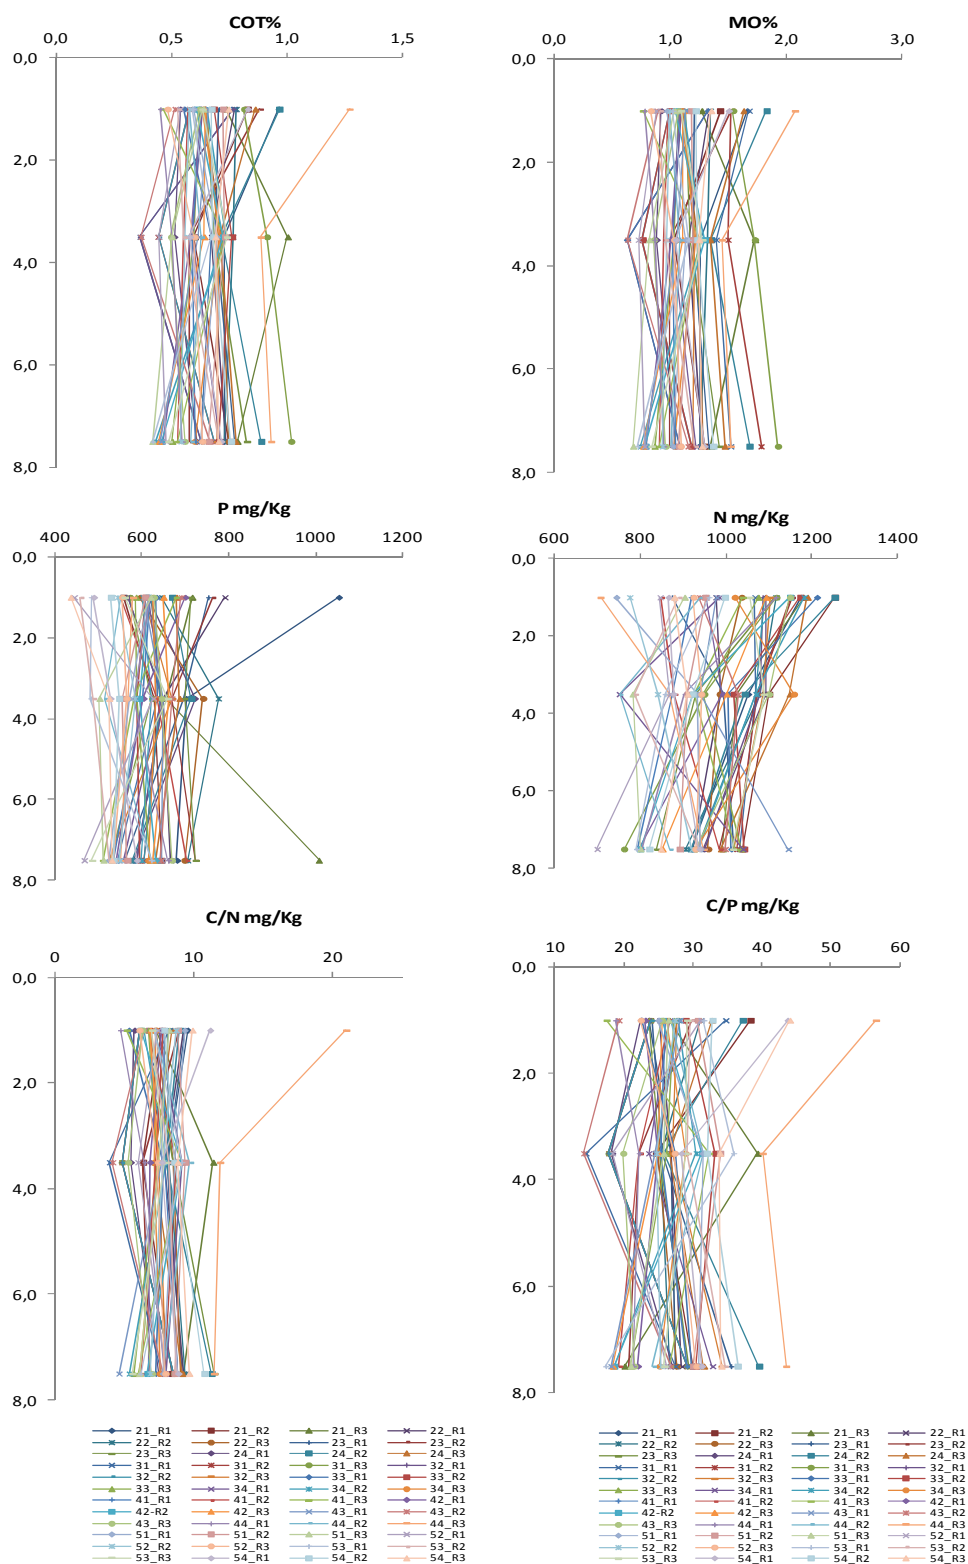 COT%
0,0 0,5 1,0 1,5
0,0
2,0
4,0
6,0
8,0
MO%
0,0 1,0 2,0 3,0
0,0
2,0
4,0
6,0
8,0
P mg/Kg
400 600 800 1000 1200
0,0
2,0
4,0
6,0
8,0
N mg/Kg
600 800 1000 1200 1400
0,0
2,0
4,0
6,0
8,0
C/N mg/Kg
0 10 20
0,0
2,0
4,0
6,0
8,0
C/P mg/Kg
10 20 30 40 50 60
0,0
2,0
4,0
6,0
8,0
21_R1 21_R2 21_R3 22_R1
22_R2 22_R3 23_R1 23_R2
23_R3 24_R1 24_R2 24_R3
31_R1 31_R2 31_R3 32_R1
32_R2 32_R3 33_R1 33_R2
33_R3 34_R1 34_R2 34_R3
41_R1 41_R2 41_R3 42_R1
42-R2 42_R3 43_R1 43_R2
43_R3 44_R1 44_R2 44_R3
51_R1 51_R2 51_R3 52_R1
52_R2 52_R3 53_R1 53_R2
53_R3 54_R1 54_R2 54_R3
21_R1 21_R2 21_R3 22_R1
22_R2 22_R3 23_R1 23_R2
23_R3 24_R1 24_R2 24_R3
31_R1 31_R2 31_R3 32_R1
32_R2 32_R3 33_R1 33_R2
33_R3 34_R1 34_R2 34_R3
41_R1 41_R2 41_R3 42_R1
42-R2 42_R3 43_R1 43_R2
43_R3 44_R1 44_R2 44_R3
51_R1 51_R2 51_R3 52_R1
52_R2 52_R3 53_R1 53_R2
53_R3 54_R1 54_R2 54_R3